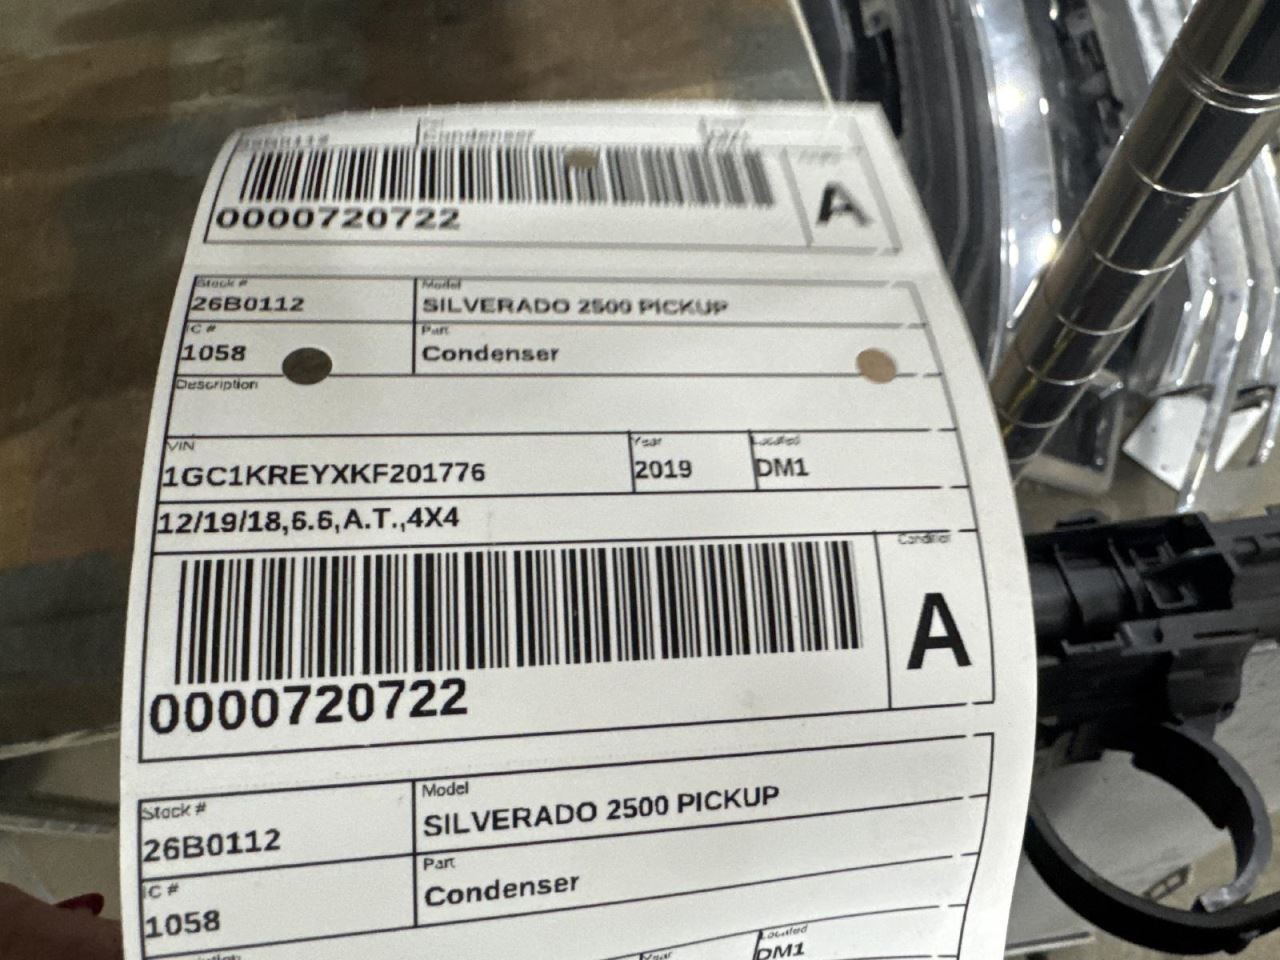 Condenser
0000720722
A
Stock # Model
26B0112 SILVERADO 2500 PICKUP
IC # Part
1058 Condenser
Description
VIN Year Located
1GC1KREYXKF201776 2019 DM1
12/19/18,6.6,A.T.,4X4
Condition
A
0000720722
Stock # Model
26B0112 SILVERADO 2500 PICKUP
IC # Part
1058 Condenser
Year Located
DM1